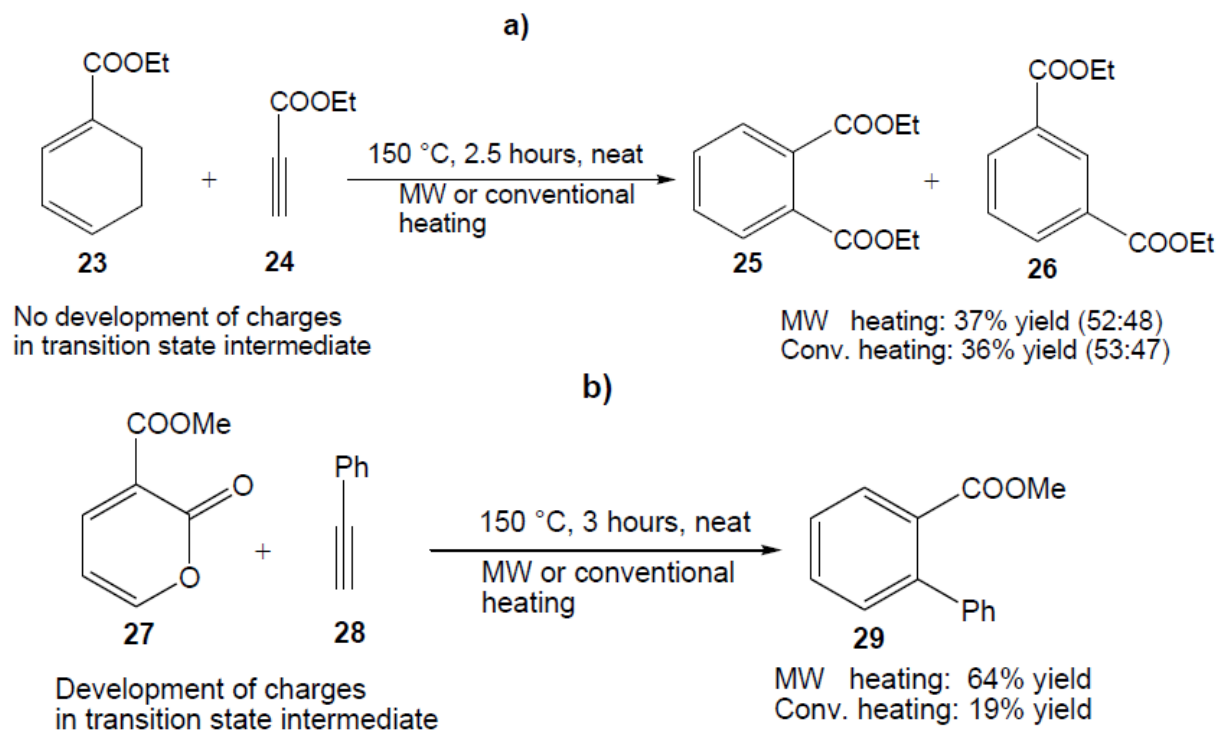 a)
COOEt
23
+
COOEt
24
150 °C, 2.5 hours, neat
MW or conventional
heating
COOEt
COOEt
25
+
COOEt
COOEt
26
No development of charges
in transition state intermediate
MW heating: 37% yield (52:48)
Conv. heating: 36% yield (53:47)
b)
COOMe
O
O
27
+
Ph
28
150 °C, 3 hours, neat
MW or conventional
heating
COOMe
Ph
29
Development of charges
in transition state intermediate
MW heating: 64% yield
Conv. heating: 19% yield